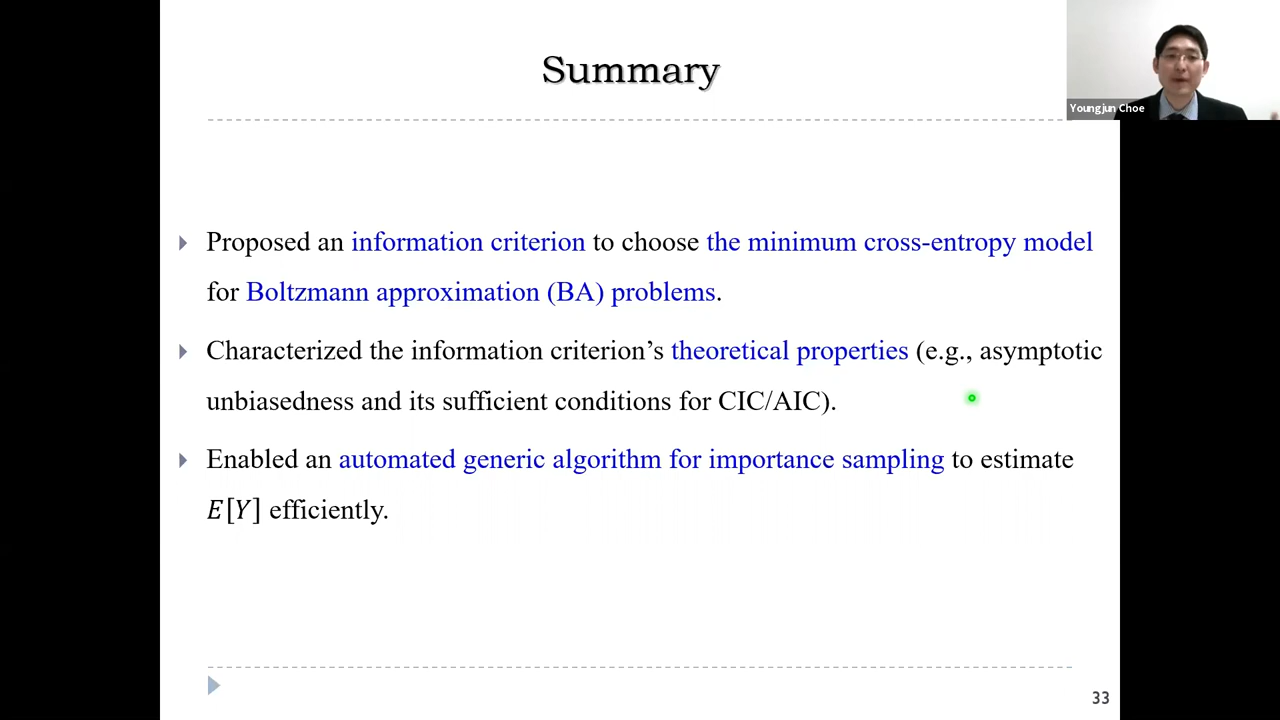 Summary
Youngjun Choe
Proposed an information criterion to choose the minimum cross-entropy model
for Boltzmann approximation (BA) problems.
Characterized the information criterion’s theoretical properties (e.g., asymptotic
unbiasedness and its sufficient conditions for CIC/AIC).
Enabled an automated generic algorithm for importance sampling to estimate
E[Y] efficiently.
33